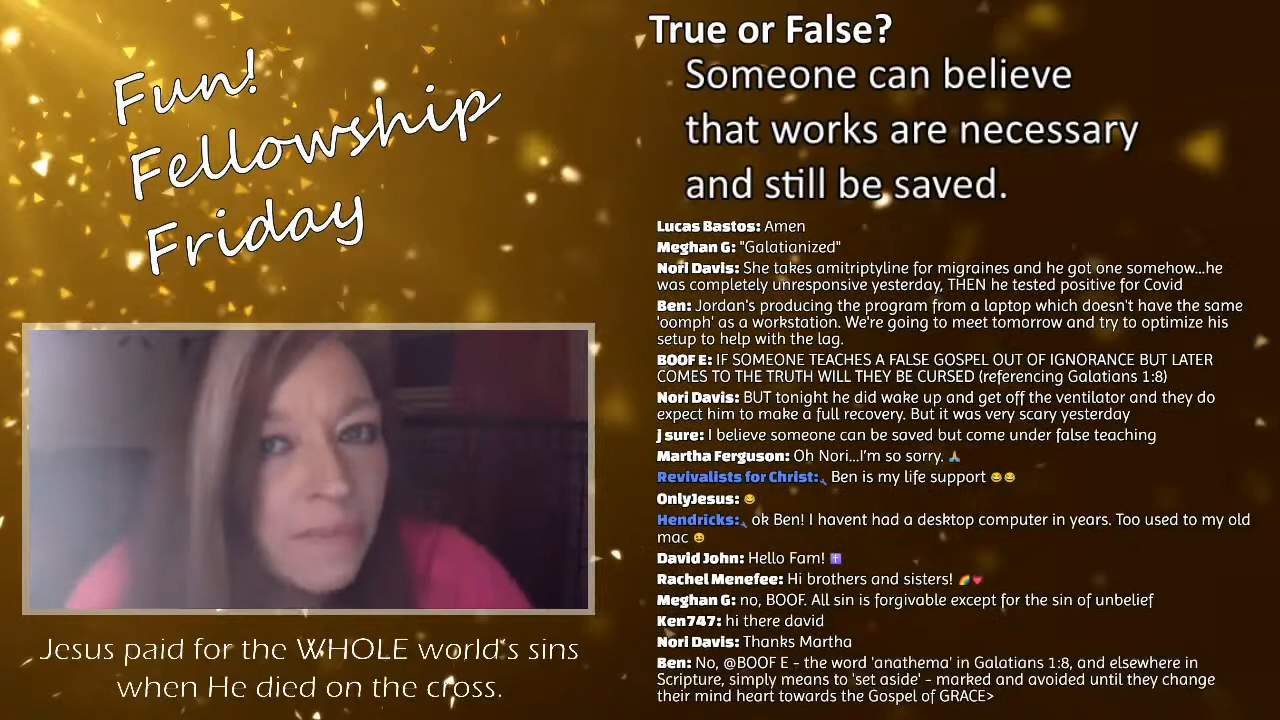 Fun!
Fellowship
Friday
Jesus paid for the WHOLE world's sins
when He died on the cross.
True or False?
Someone can believe
that works are necessary
and still be saved.
Lucas Bastos: Amen
Meghan G: "Galatianized"
Nori Davis: She takes amitriptyline for migraines and he got one somehow...he
was completely unresponsive yesterday, THEN he tested positive for Covid
Ben: Jordan's producing the program from a laptop which doesn't have the same
'oomph' as a workstation. We're going to meet tomorrow and try to optimize his
setup to help with the lag.
BOOF E: IF SOMEONE TEACHES A FALSE GOSPEL OUT OF IGNORANCE BUT LATER
COMES TO THE TRUTH WILL THEY BE CURSED (referencing Galatians 1:8)
Nori Davis: BUT tonight he did wake up and get off the ventilator and they do
expect him to make a full recovery. But it was very scary yesterday
j sure: I believe someone can be saved but come under false teaching
Martha Ferguson: Oh Nori...I'm so sorry. 🙏
Revivalists for Christ:🔧 Ben is my life support 😂😂
OnlyJesus: 😂
Hendricks:🔧 ok Ben! I havent had a desktop computer in years. Too used to my old
mac 😆
David John: Hello Fam! ✝️
Rachel Menefee: Hi brothers and sisters! 🌈💗
Meghan G: no, BOOF. All sin is forgivable except for the sin of unbelief
Ken747: hi there david
Nori Davis: Thanks Martha
Ben: No, @BOOF E - the word 'anathema' in Galatians 1:8, and elsewhere in
Scripture, simply means to 'set aside' - marked and avoided until they change
their mind heart towards the Gospel of GRACE>